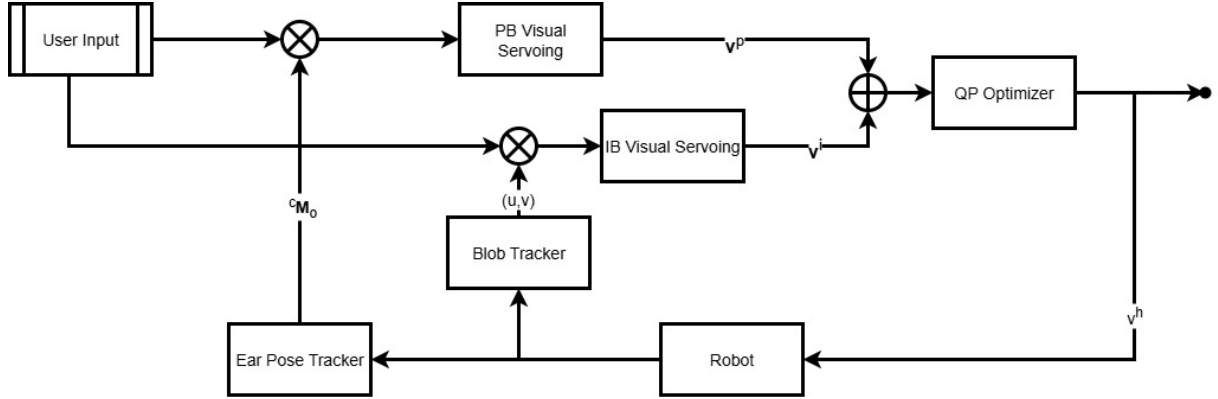 User Input
PB Visual
Servoing
v^p
QP Optimizer
IB Visual Servoing
v^i
(u,v)
^cM_o
Blob Tracker
v^h
Ear Pose Tracker
Robot